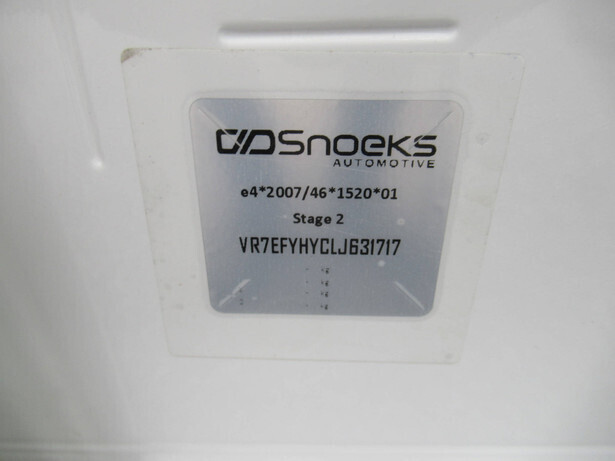 Snoeks
AUTOMOTIVE
e4*2007/46*1520*01
Stage 2
VR7EFYHYCLJ631717